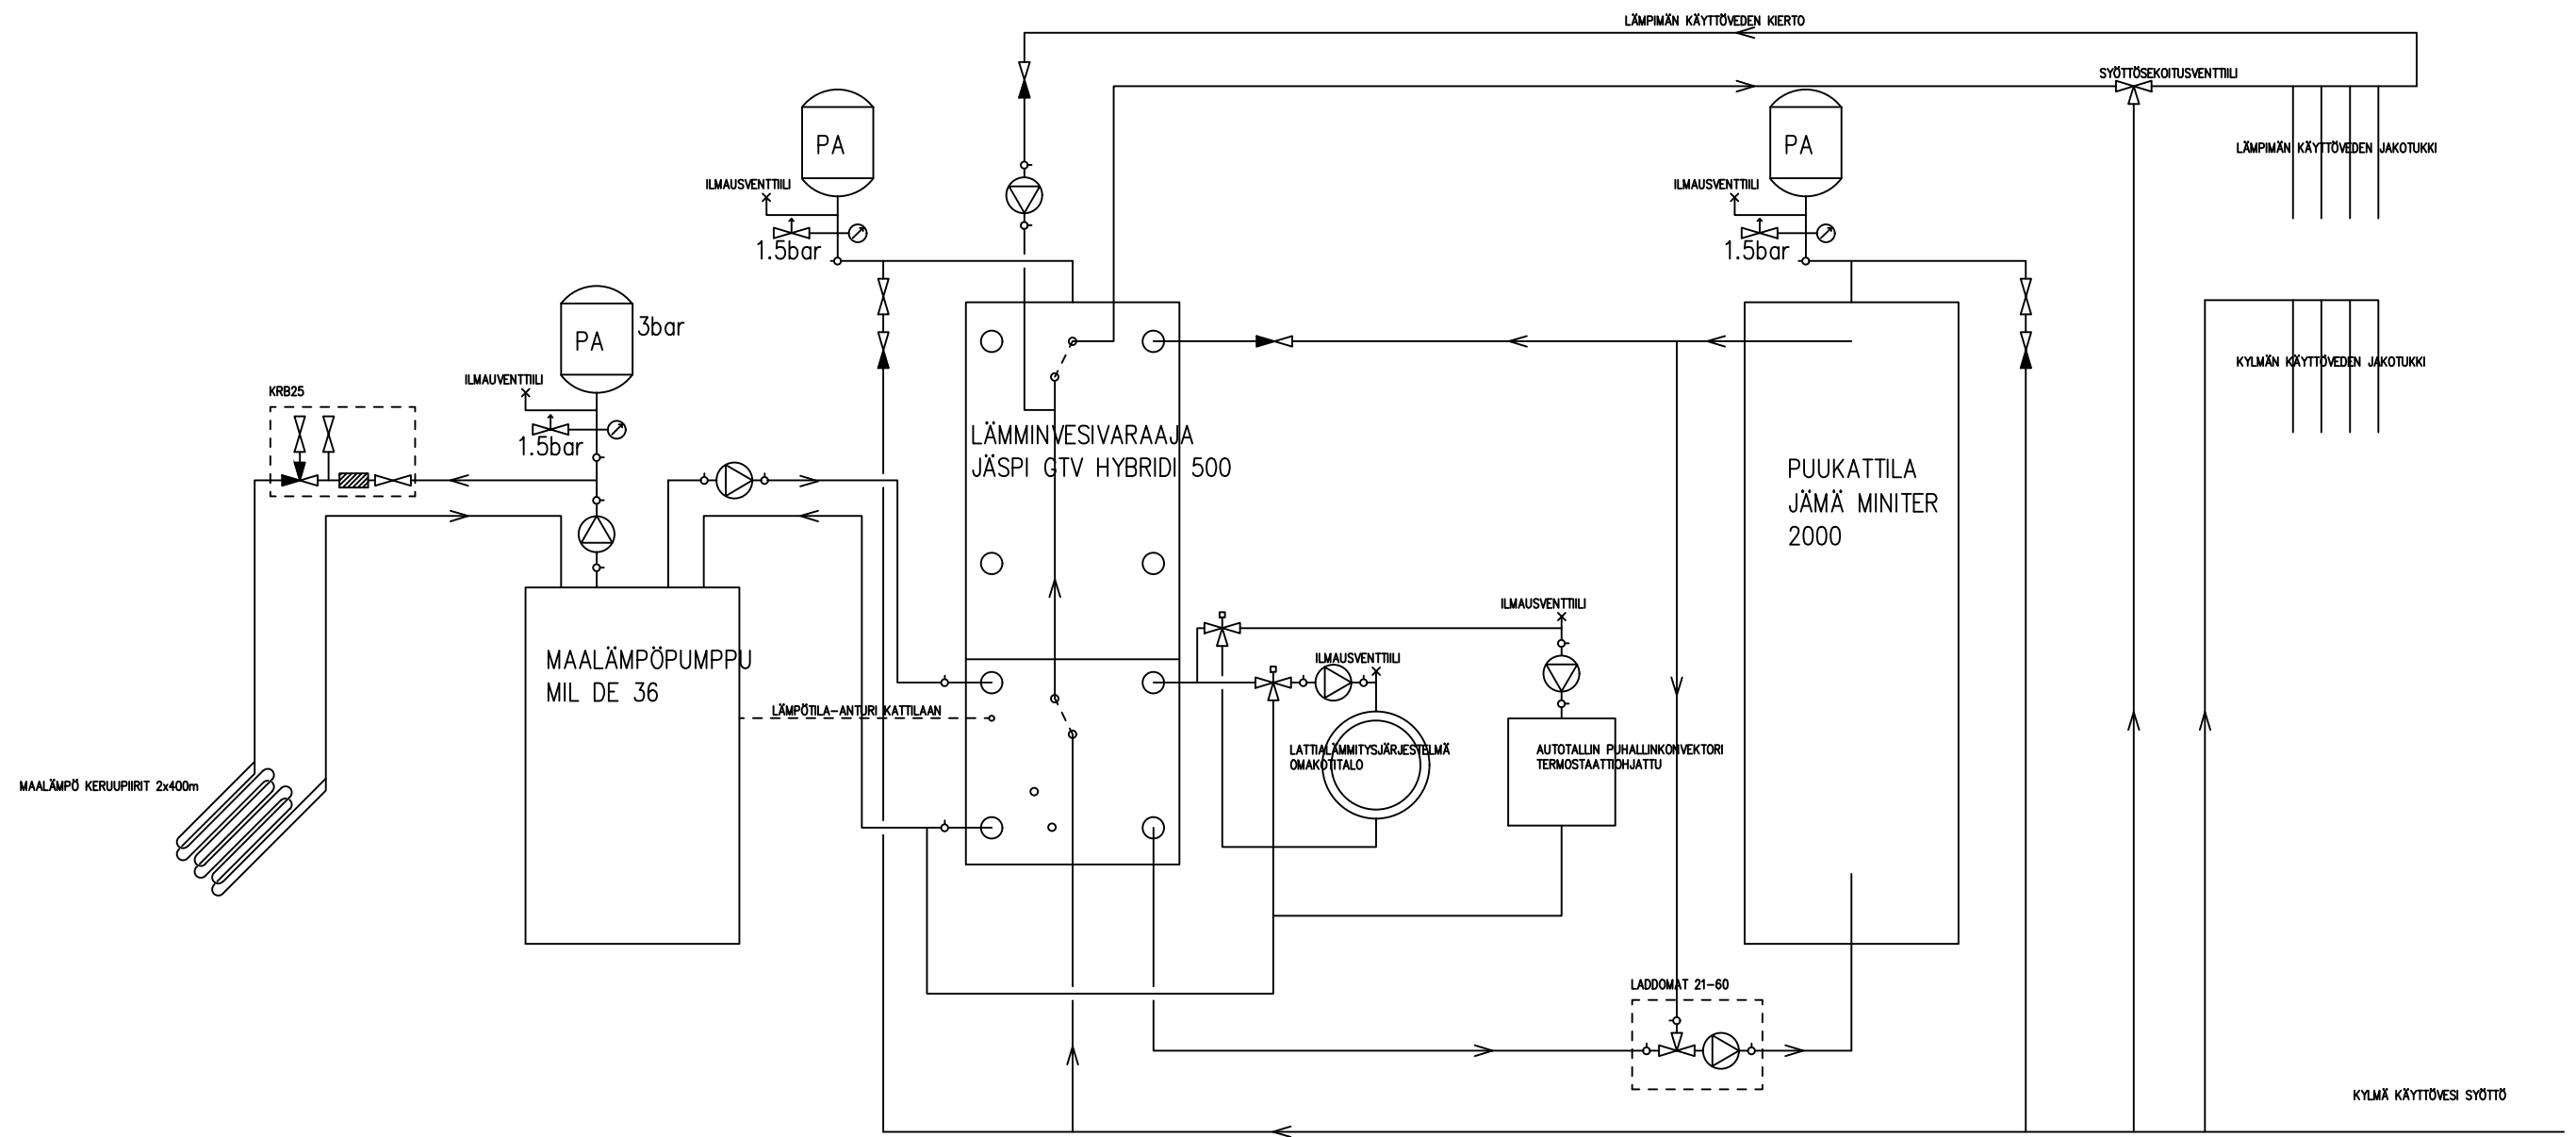 LÄMPIMÄN KÄYTTÖVEDEN KIERTO
SYÖTTÖSEKOITUSVENTTIILI
PA
PA
LÄMPIMÄN KÄYTTÖVEDEN JAKOTUKKI
ILMAUSVENTTIILI
ILMAUSVENTTIILI
1.5bar
1.5bar
PA
3bar
KYLMÄN KÄYTTÖVEDEN JAKOTUKKI
ILMAUVENTTIILI
KRB25
1.5bar
LÄMMINVESIVARAAJA
JÄSPI GTV HYBRIDI 500
PUUKATTILA
JÄMÄ MINITER
2000
ILMAUSVENTTIILI
MAALÄMPÖPUMPPU
MIL DE 36
ILMAUSVENTTIILI
LÄMPÖTILA-ANTURI KATTILAAN
LATTIALÄMMITYSJÄRJESTELMÄ
OMAKOTITALO
AUTOTALLIN PUHALLINKONVEKTORI
TERMOSTAATTIOHJATTU
MAALÄMPÖ KERUUPIIRIT 2x400m
LADDOMAT 21-60
KYLMÄ KÄYTTÖVESI SYÖTTÖ